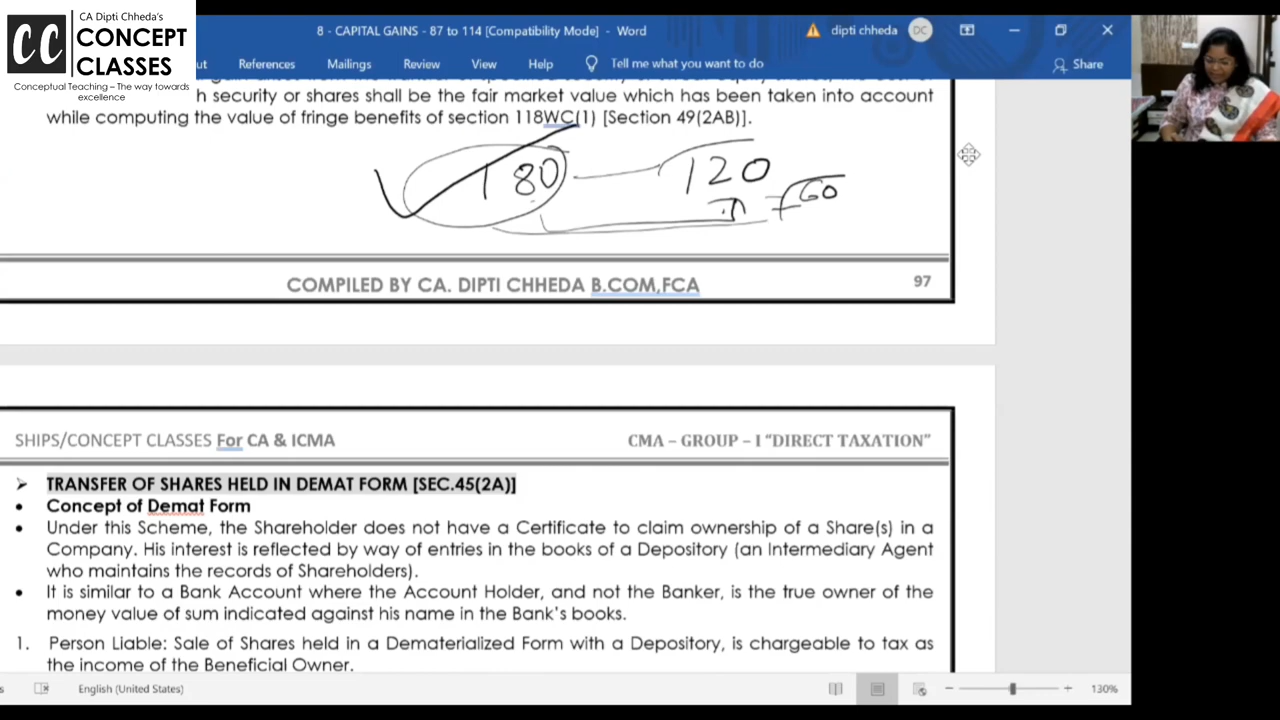 CA Dipti Chheda's
CC CONCEPT CLASSES
Conceptual Teaching – The way towards excellence
8 - CAPITAL GAINS - 87 to 114 [Compatibility Mode] - Word
dipti chheda DC
References Mailings Review View Help Tell me what you want to do Share
h security or shares shall be the fair market value which has been taken into account
while computing the value of fringe benefits of section 118WC(1) [Section 49(2AB)].
180 120
60
COMPILED BY CA. DIPTI CHHEDA B.COM,FCA 97
SHIPS/CONCEPT CLASSES For CA & ICMA CMA – GROUP – I "DIRECT TAXATION"
➢ TRANSFER OF SHARES HELD IN DEMAT FORM [SEC.45(2A)]
• Concept of Demat Form
• Under this Scheme, the Shareholder does not have a Certificate to claim ownership of a Share(s) in a
Company. His interest is reflected by way of entries in the books of a Depository (an Intermediary Agent
who maintains the records of Shareholders).
• It is similar to a Bank Account where the Account Holder, and not the Banker, is the true owner of the
money value of sum indicated against his name in the Bank's books.
1. Person Liable: Sale of Shares held in a Dematerialized Form with a Depository, is chargeable to tax as
the income of the Beneficial Owner.
English (United States) 130%